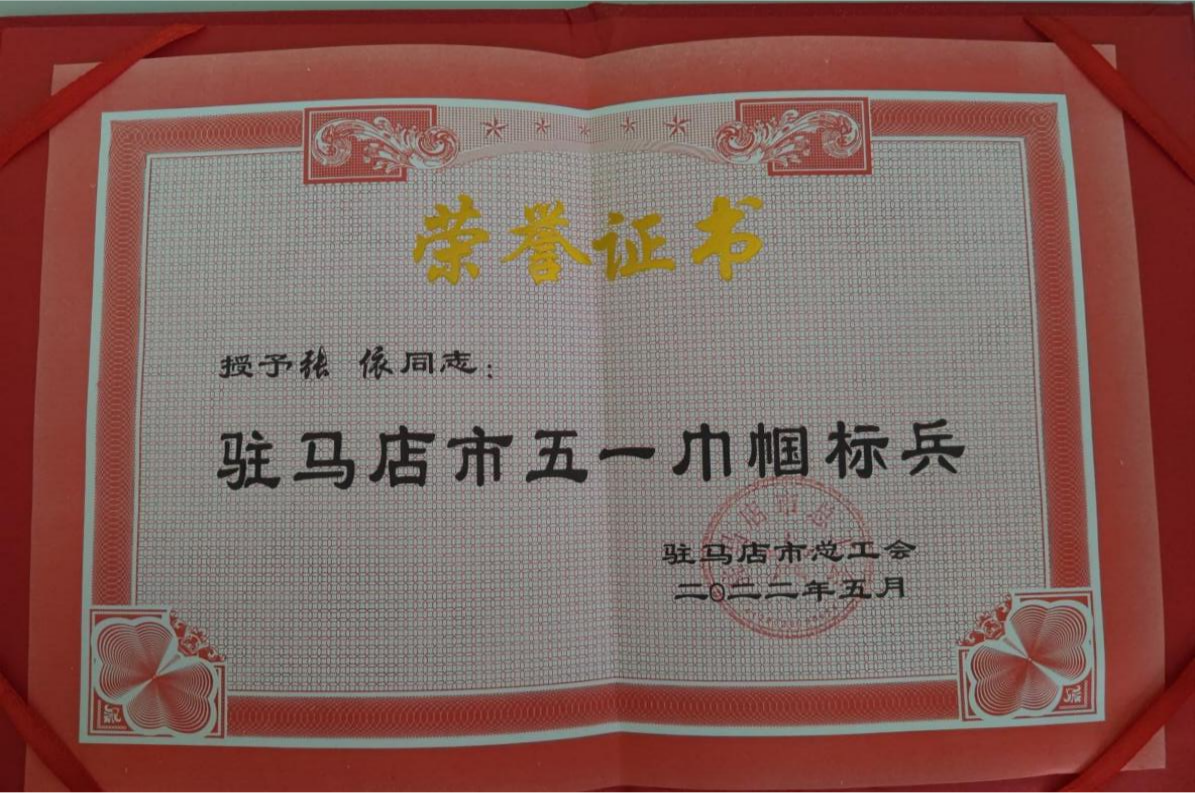 荣誉证书
授予张 依同志：
驻马店市五一巾帼标兵
驻马店市总工会
二〇二二年五月